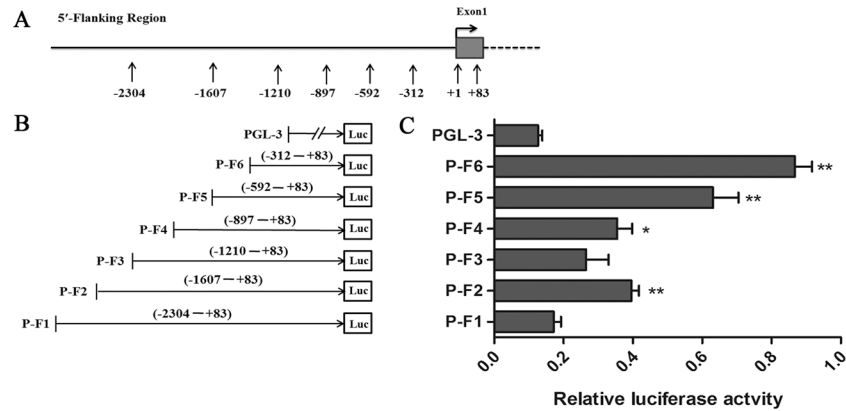 A
5′-Flanking Region
Exon1
-2304 -1607 -1210 -897 -592 -312 +1 +83
B
PGL-3 Luc
P-F6 (-312—+83) Luc
P-F5 (-592—+83) Luc
P-F4 (-897—+83) Luc
P-F3 (-1210—+83) Luc
P-F2 (-1607—+83) Luc
P-F1 (-2304—+83) Luc
C
PGL-3
P-F6 **
P-F5 **
P-F4 *
P-F3
P-F2 **
P-F1
0.0 0.2 0.4 0.6 0.8 1.0
Relative luciferase actvity